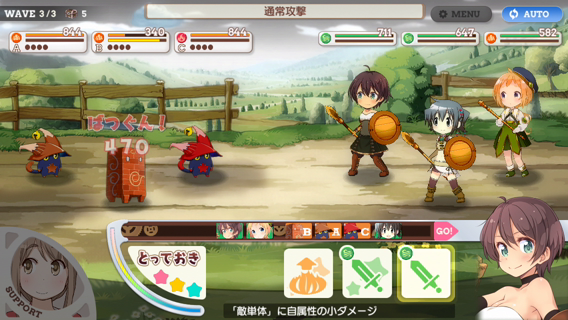 WAVE 3/3 5
通常攻撃
MENU
AUTO
844
A
340
B
844
C
711
647
582
ばつぐん!
470
B A C GO!
とっておき
SUPPORT
「敵単体」に自属性の小ダメージ